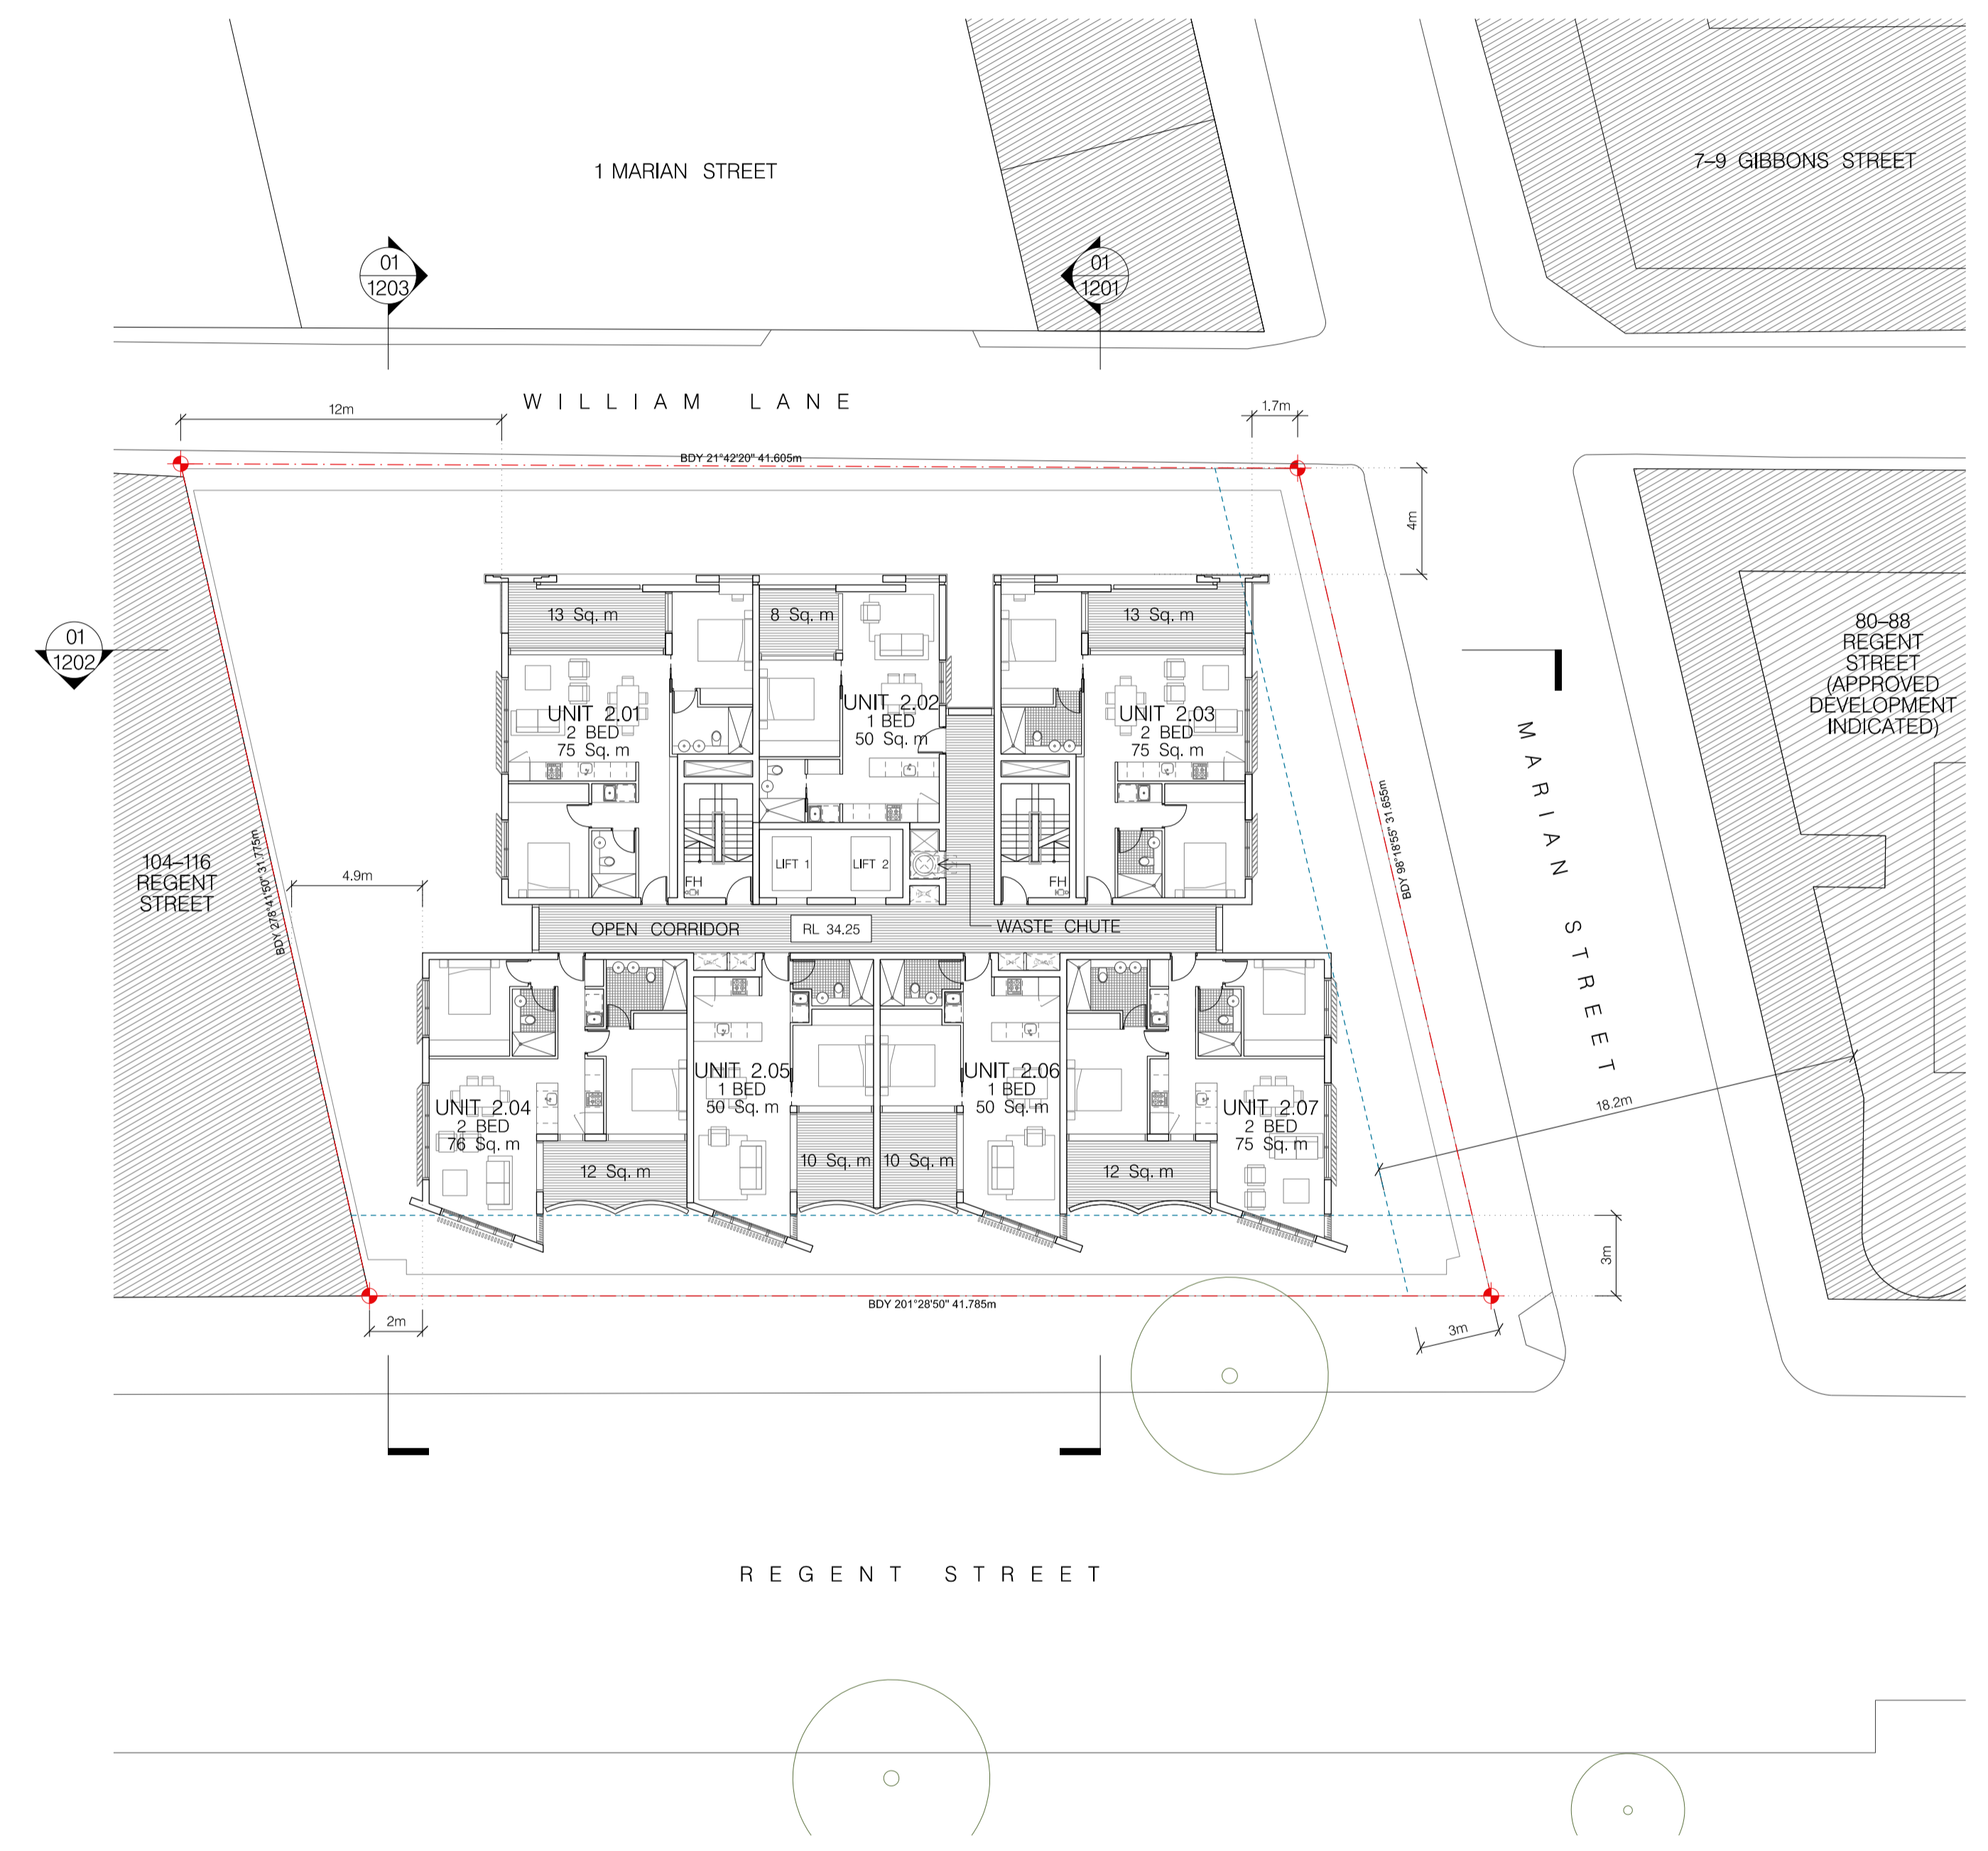 1 MARIAN STREET
7–9 GIBBONS STREET
01
1203
01
1201
WILLIAM LANE
12m
1.7m
BDY 21°42'20" 41.605m
4m
13 Sq. m
8 Sq. m
13 Sq. m
01
1202
80–88
REGENT
STREET
(APPROVED
DEVELOPMENT
INDICATED)
UNIT 2.01
2 BED
75 Sq. m
UNIT 2.02
1 BED
50 Sq. m
UNIT 2.03
2 BED
75 Sq. m
MARIAN STREET
BDY 98°18'55" 31.655m
BDY 278°41'50" 31.775m
104–116
REGENT
STREET
4.9m
LIFT 1
LIFT 2
FH
FH
OPEN CORRIDOR
RL 34.25
WASTE CHUTE
UNIT 2.04
2 BED
76 Sq. m
UNIT 2.05
1 BED
50 Sq. m
UNIT 2.06
1 BED
50 Sq. m
UNIT 2.07
2 BED
75 Sq. m
18.2m
12 Sq. m
10 Sq. m
10 Sq. m
12 Sq. m
3m
BDY 201°28'50" 41.785m
2m
3m
REGENT STREET